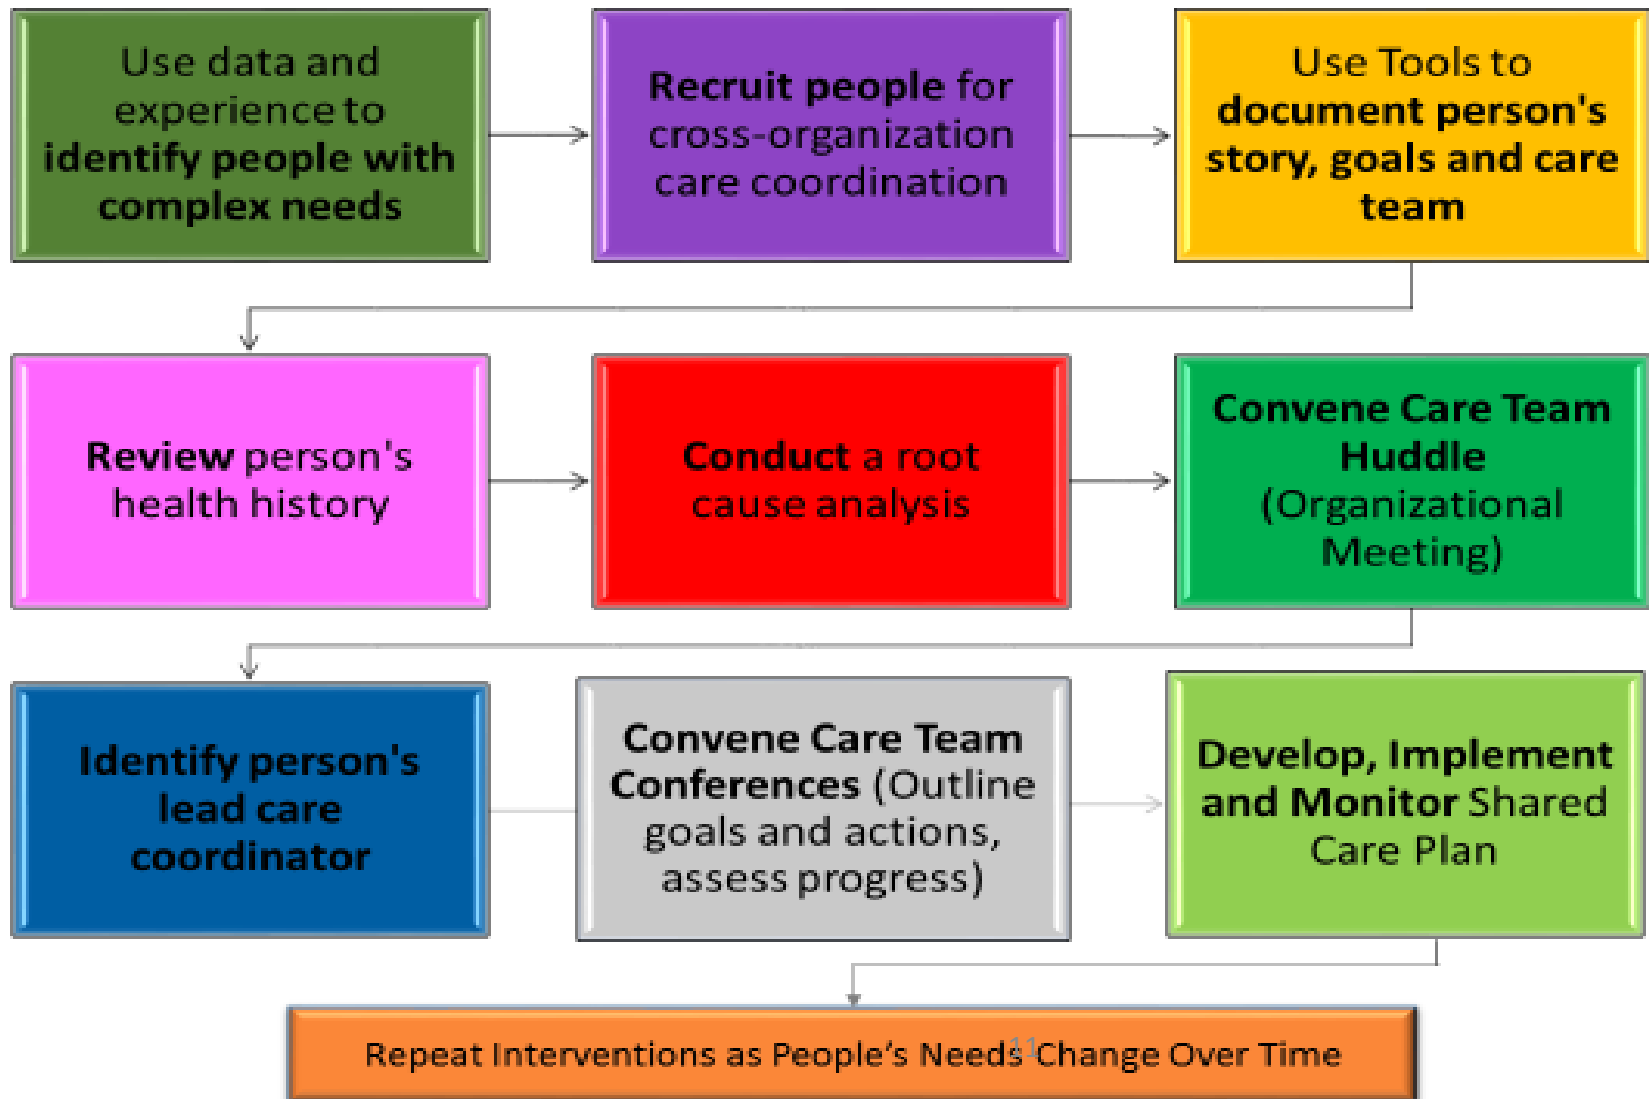 Use data and
experience to
identify people with
complex needs
Recruit people for
cross-organization
care coordination
Use Tools to
document person's
story, goals and care
team
Review person's
health history
Conduct a root
cause analysis
Convene Care Team
Huddle
(Organizational
Meeting)
Identify person's
lead care
coordinator
Convene Care Team
Conferences (Outline
goals and actions,
assess progress)
Develop, Implement
and Monitor Shared
Care Plan
Repeat Interventions as People’s Needs Change Over Time
11